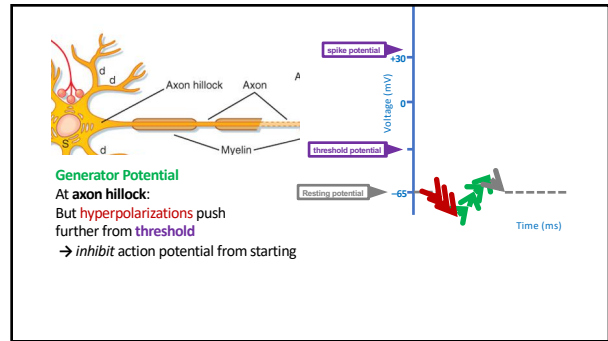 d
d
d
S
d
Axon hillock
Axon
A
Myelin
Generator Potential
At axon hillock:
But hyperpolarizations push
further from threshold
→ inhibit action potential from starting
spike potential
+30
Voltage (mV)
0
threshold potential
Resting potential
−65
Time (ms)